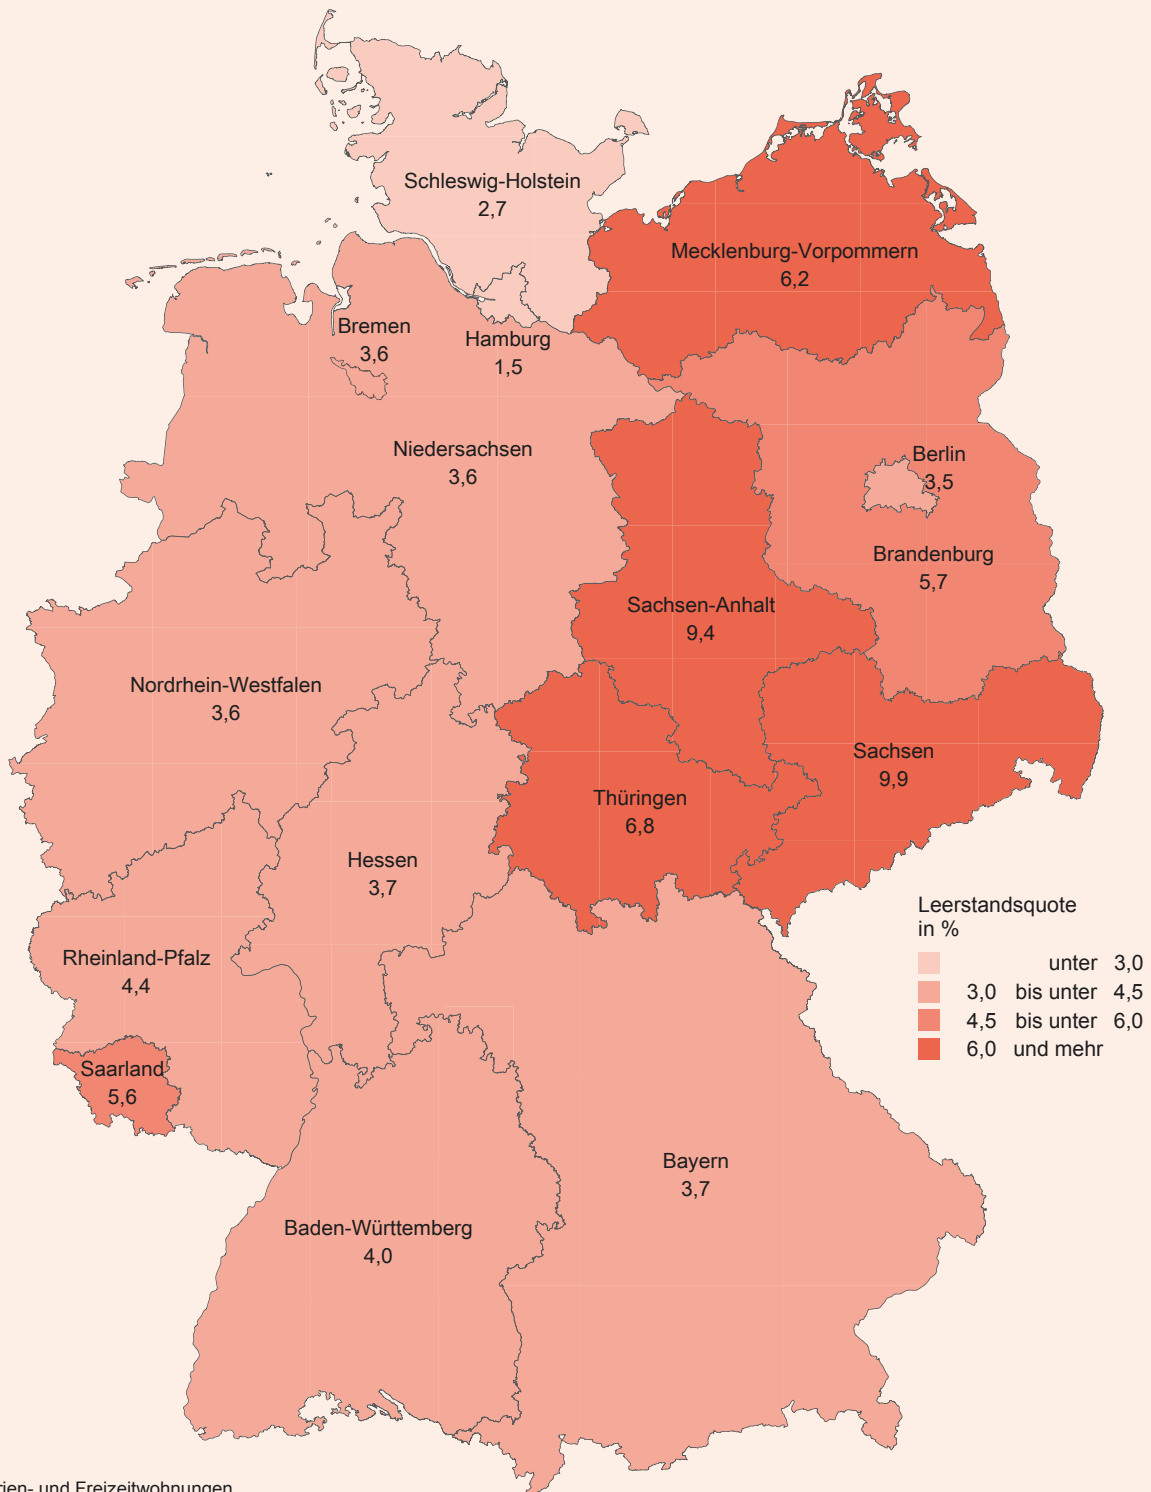 Schleswig-Holstein
2,7
Mecklenburg-Vorpommern
6,2
Bremen
3,6
Hamburg
1,5
Niedersachsen
3,6
Berlin
3,5
Brandenburg
5,7
Sachsen-Anhalt
9,4
Nordrhein-Westfalen
3,6
Sachsen
9,9
Thüringen
6,8
Hessen
3,7
Rheinland-Pfalz
4,4
Saarland
5,6
Bayern
3,7
Baden-Württemberg
4,0
Leerstandsquote
in %
unter 3,0
3,0 bis unter 4,5
4,5 bis unter 6,0
6,0 und mehr
und Freizeitwohnungen